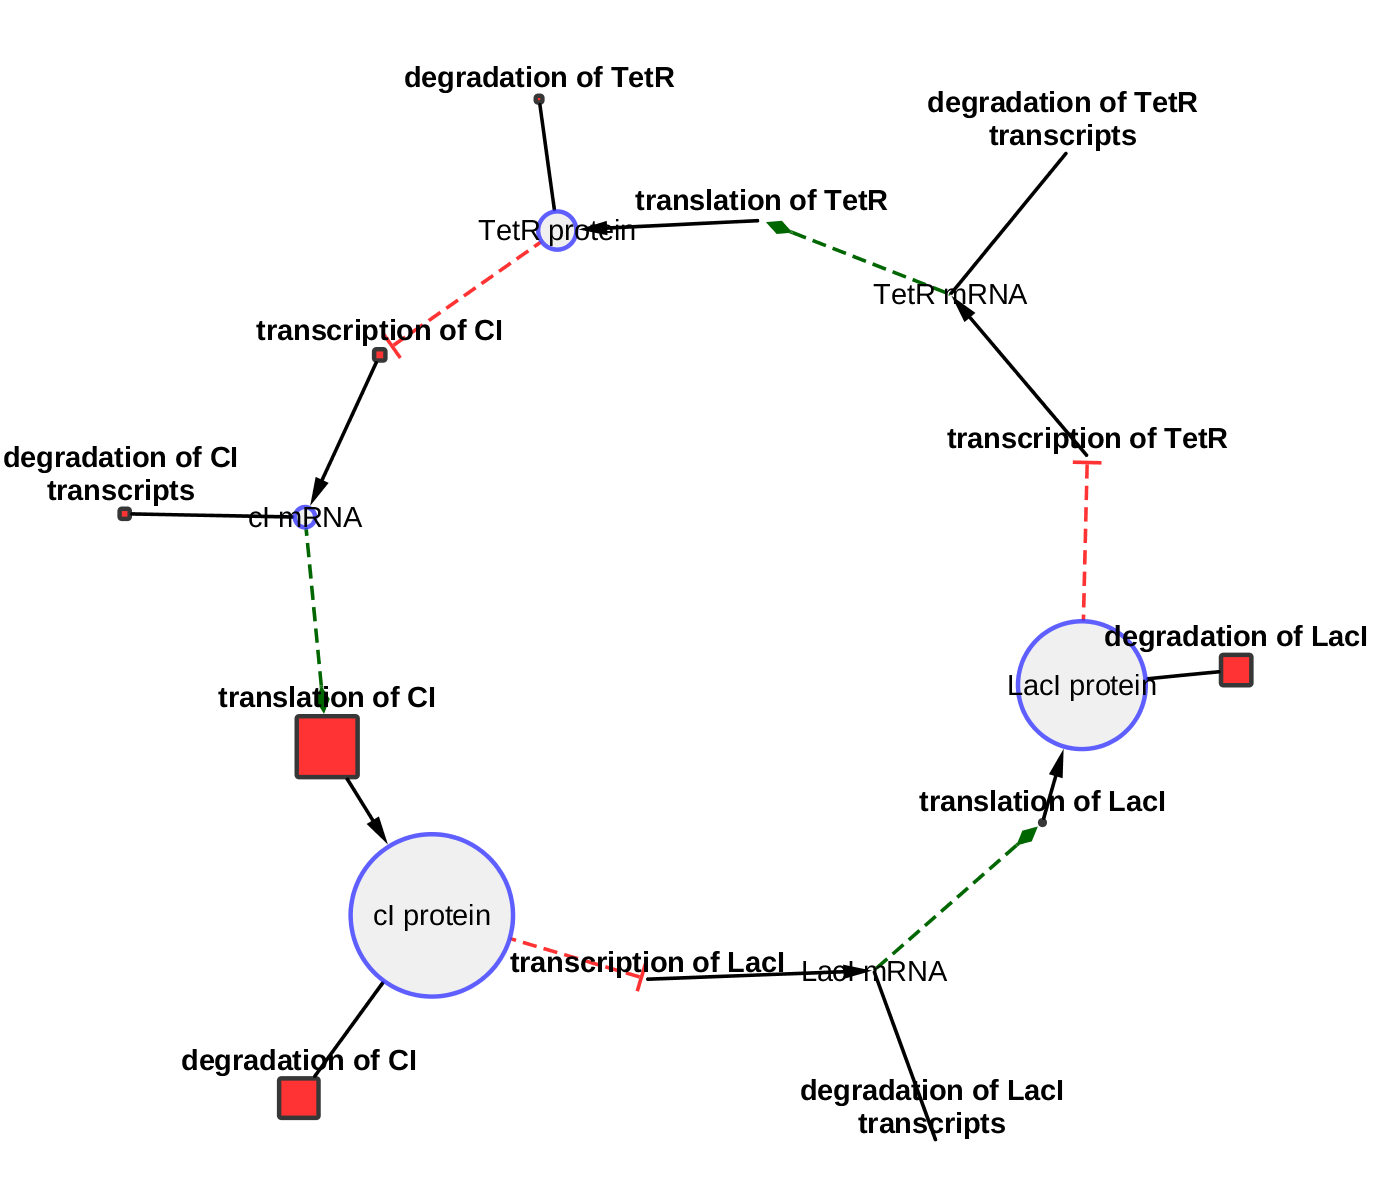 degradation of TetR
degradation of TetR
transcripts
translation of TetR
TetR protein
TetR mRNA
transcription of CI
transcription of TetR
degradation of CI
transcripts
cI mRNA
degradation of LacI
LacI protein
translation of CI
translation of LacI
cI protein
transcription of LacI
LacI mRNA
degradation of CI
degradation of LacI
transcripts